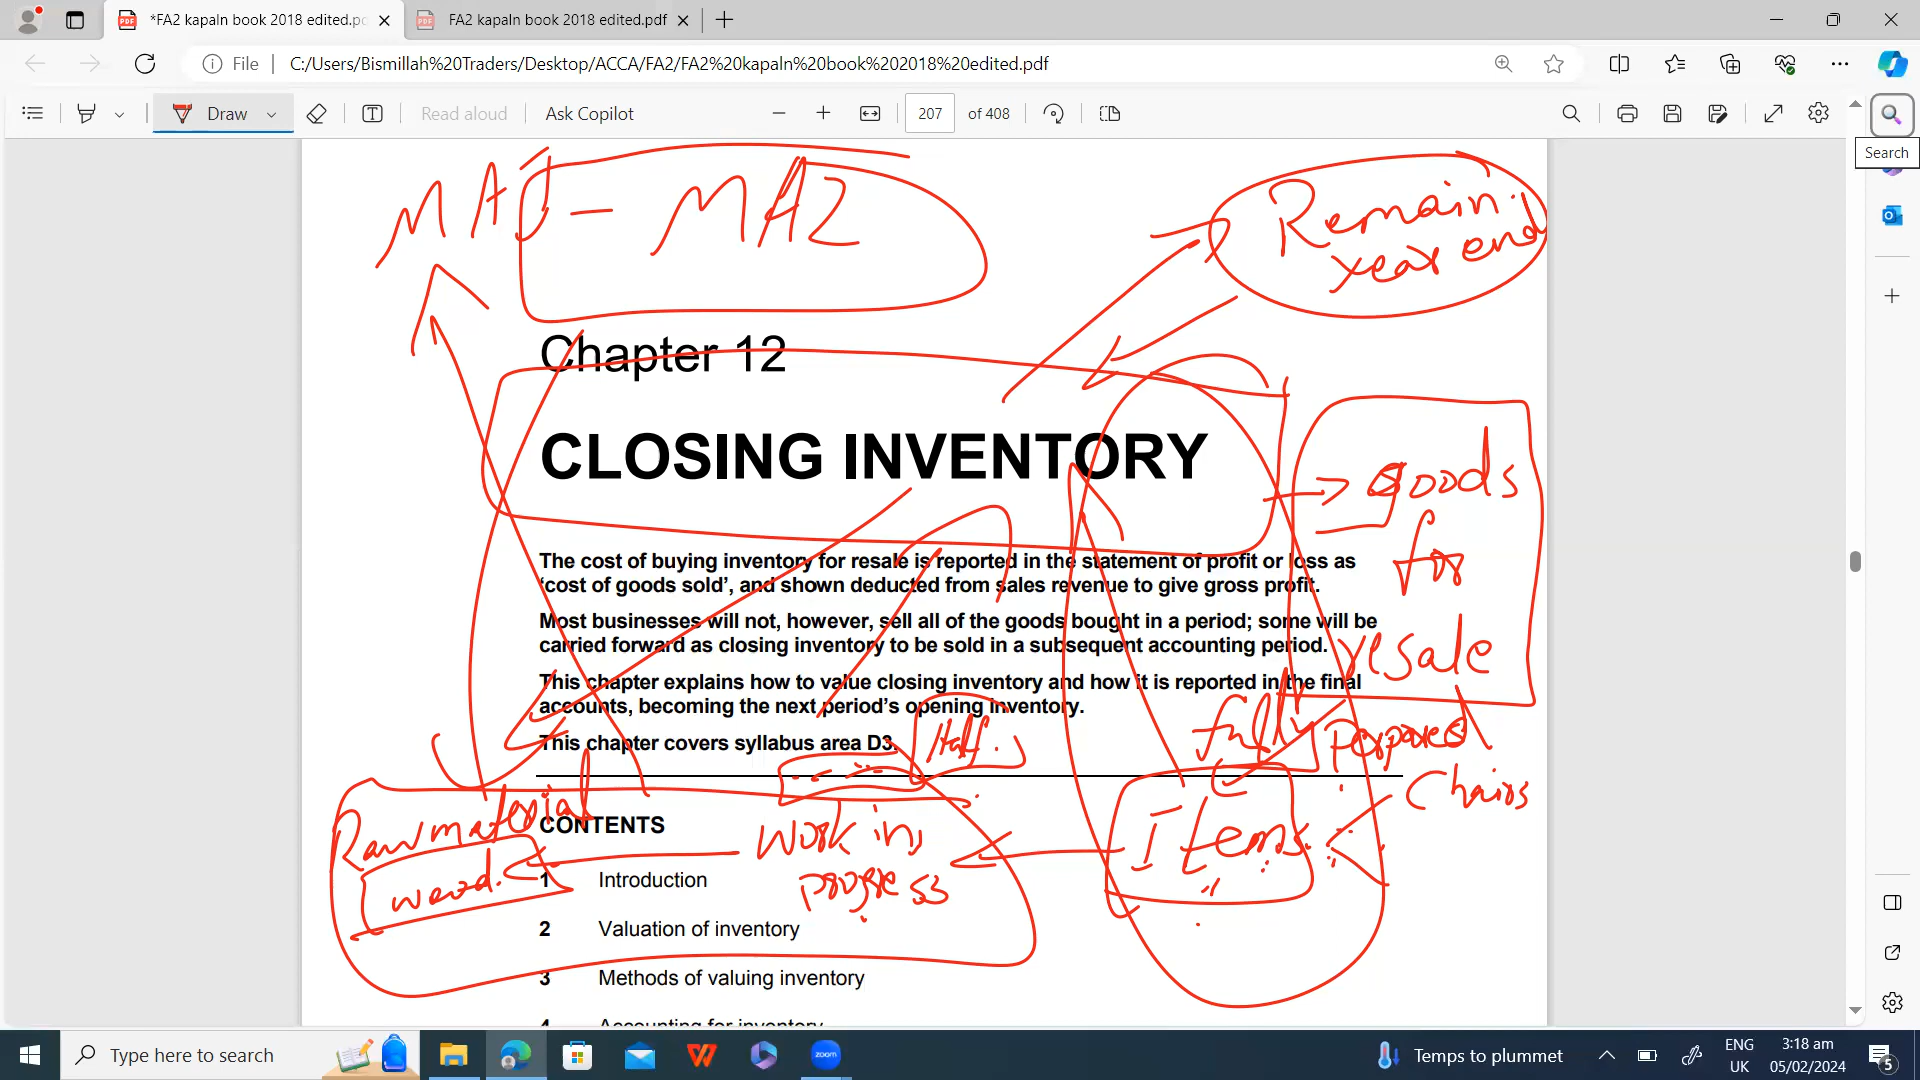 *FA2 kapaln book 2018 edited.pd
FA2 kapaln book 2018 edited.pdf
File
C:/Users/Bismillah%20Traders/Desktop/ACCA/FA2/FA2%20kapaln%20book%202018%20edited.pdf
Draw
Read aloud
Ask Copilot
207 of 408
Search
MA1 - MA2
Remain.
year end
Chapter 12
CLOSING INVENTORY
goods
for
resale
The cost of buying inventory for resale is reported in the statement of profit or loss as
‘cost of goods sold’, and shown deducted from sales revenue to give gross profit.
Most businesses will not, however, sell all of the goods bought in a period; some will be
carried forward as closing inventory to be sold in a subsequent accounting period.
This chapter explains how to value closing inventory and how it is reported in the final
accounts, becoming the next period’s opening inventory.
This chapter covers syllabus area D3.
Half.
fully
Perpared
Chairs
Raw material
wood.
work in
progress
Items
CONTENTS
1 Introduction
2 Valuation of inventory
3 Methods of valuing inventory
4 Accounting for inventory
Type here to search
zoom
Temps to plummet
ENG
UK
3:18 am
05/02/2024
5